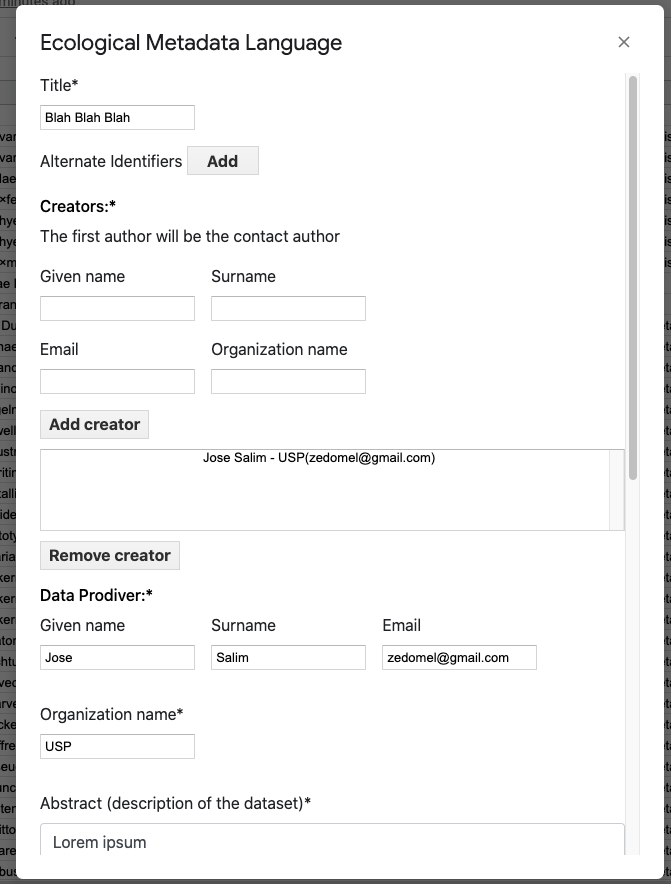 minutes ago
Ecological Metadata Language
×
Title*
Blah Blah Blah
Alternate Identifiers Add
Creators:*
The first author will be the contact author
Given name Surname
Email Organization name
Add creator
Jose Salim - USP(zedomel@gmail.com)
Remove creator
Data Prodiver:*
Given name Surname Email
Jose Salim zedomel@gmail.com
Organization name*
USP
Abstract (description of the dataset)*
Lorem ipsum